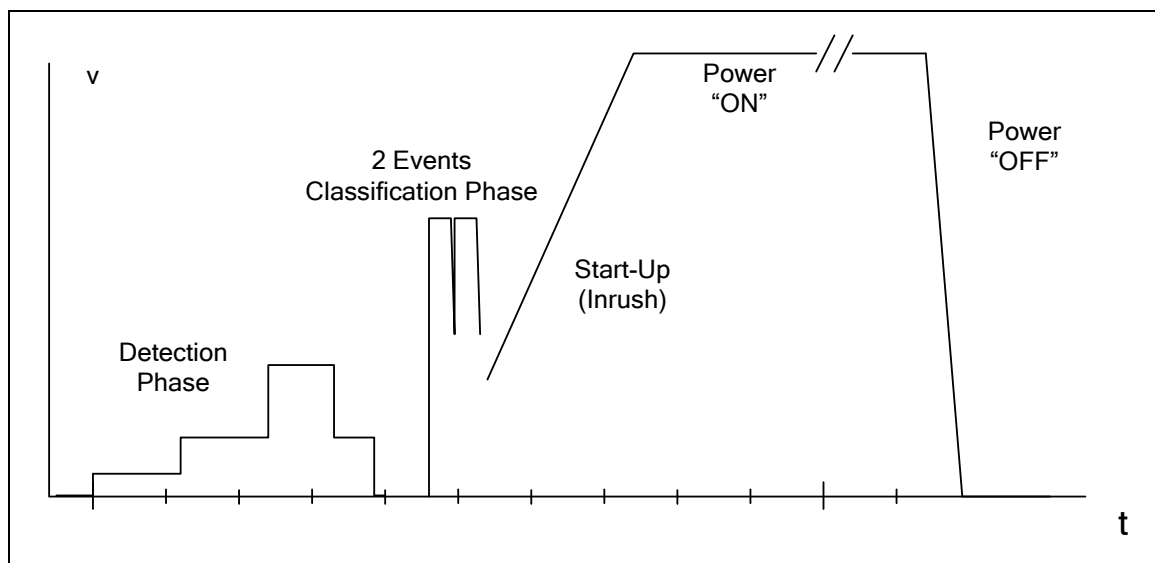 v
Power
“ON”
Power
“OFF”
2 Events
Classification Phase
Start-Up
(Inrush)
Detection
Phase
t